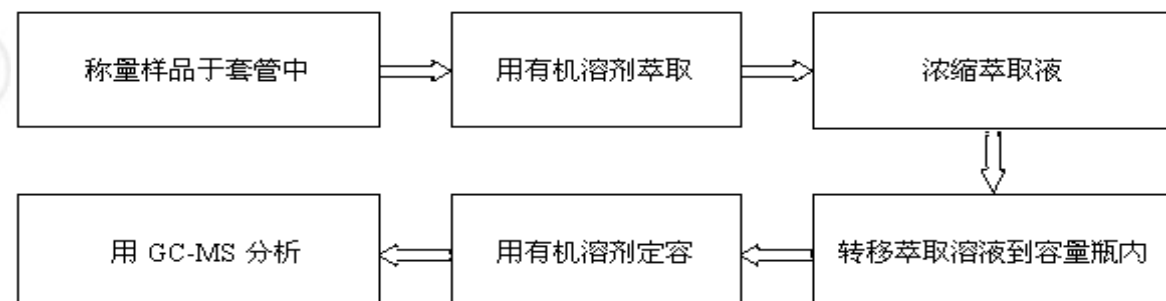 称量样品于套管中
用有机溶剂萃取
浓缩萃取液
转移萃取溶液到容量瓶内
用有机溶剂定容
用 GC-MS 分析